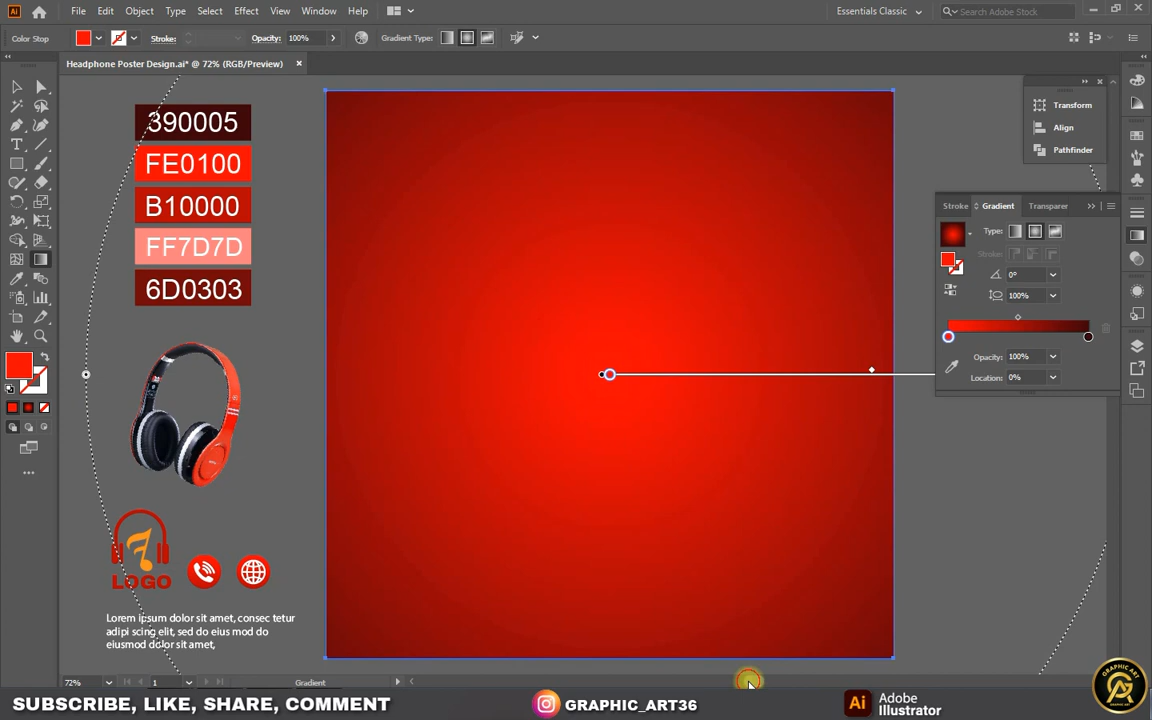 File Edit Object Type Select Effect View Window Help
Essentials Classic
Search Adobe Stock
Color Stop
Stroke:
Opacity: 100%
Gradient Type:
Headphone Poster Design.ai* @ 72% (RGB/Preview)
390005
FE0100
B10000
FF7D7D
6D0303
LOGO
Lorem ipsum dolor sit amet, consec tetur
adipi scing elit, sed do eius mod do
eiusmod dolor sit amet,
Transform
Align
Pathfinder
Stroke Gradient Transparer
Type:
Stroke:
0°
100%
Opacity: 100%
Location: 0%
72%
1
Gradient
SUBSCRIBE, LIKE, SHARE, COMMENT
GRAPHIC_ART36
Ai
Adobe
Illustrator
GRAPHIC ART